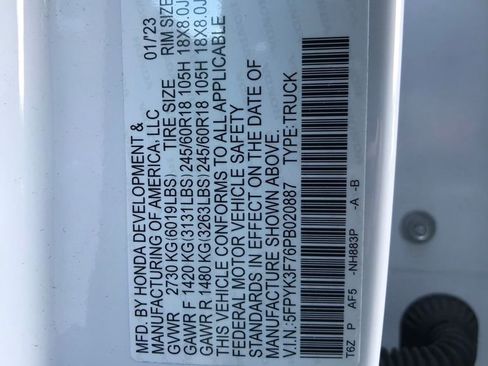 MFD. BY HONDA DEVELOPMENT & 01/23
MANUFACTURING OF AMERICA, LLC
GVWR 2730 KG(6019LBS) TIRE SIZE RIM SIZE
GAWR F 1420 KG(3131LBS) 245/60R18 105H 18X8.0J
GAWR R 1480 KG(3263LBS) 245/60R18 105H 18X8.0J
THIS VEHICLE CONFORMS TO ALL APPLICABLE
FEDERAL MOTOR VEHICLE SAFETY
STANDARDS IN EFFECT ON THE DATE OF
MANUFACTURE SHOWN ABOVE.
V.I.N.:5FPYK3F76PB020887 TYPE:TRUCK
T6Z P AF5 -NH883P -A -B